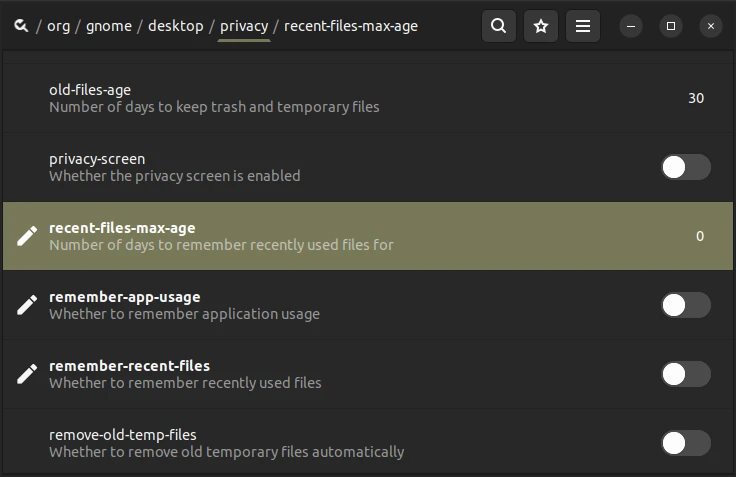 / org / gnome / desktop / privacy / recent-files-max-age
old-files-age
Number of days to keep trash and temporary files
30
privacy-screen
Whether the privacy screen is enabled
recent-files-max-age
Number of days to remember recently used files for
0
remember-app-usage
Whether to remember application usage
remember-recent-files
Whether to remember recently used files
remove-old-temp-files
Whether to remove old temporary files automatically